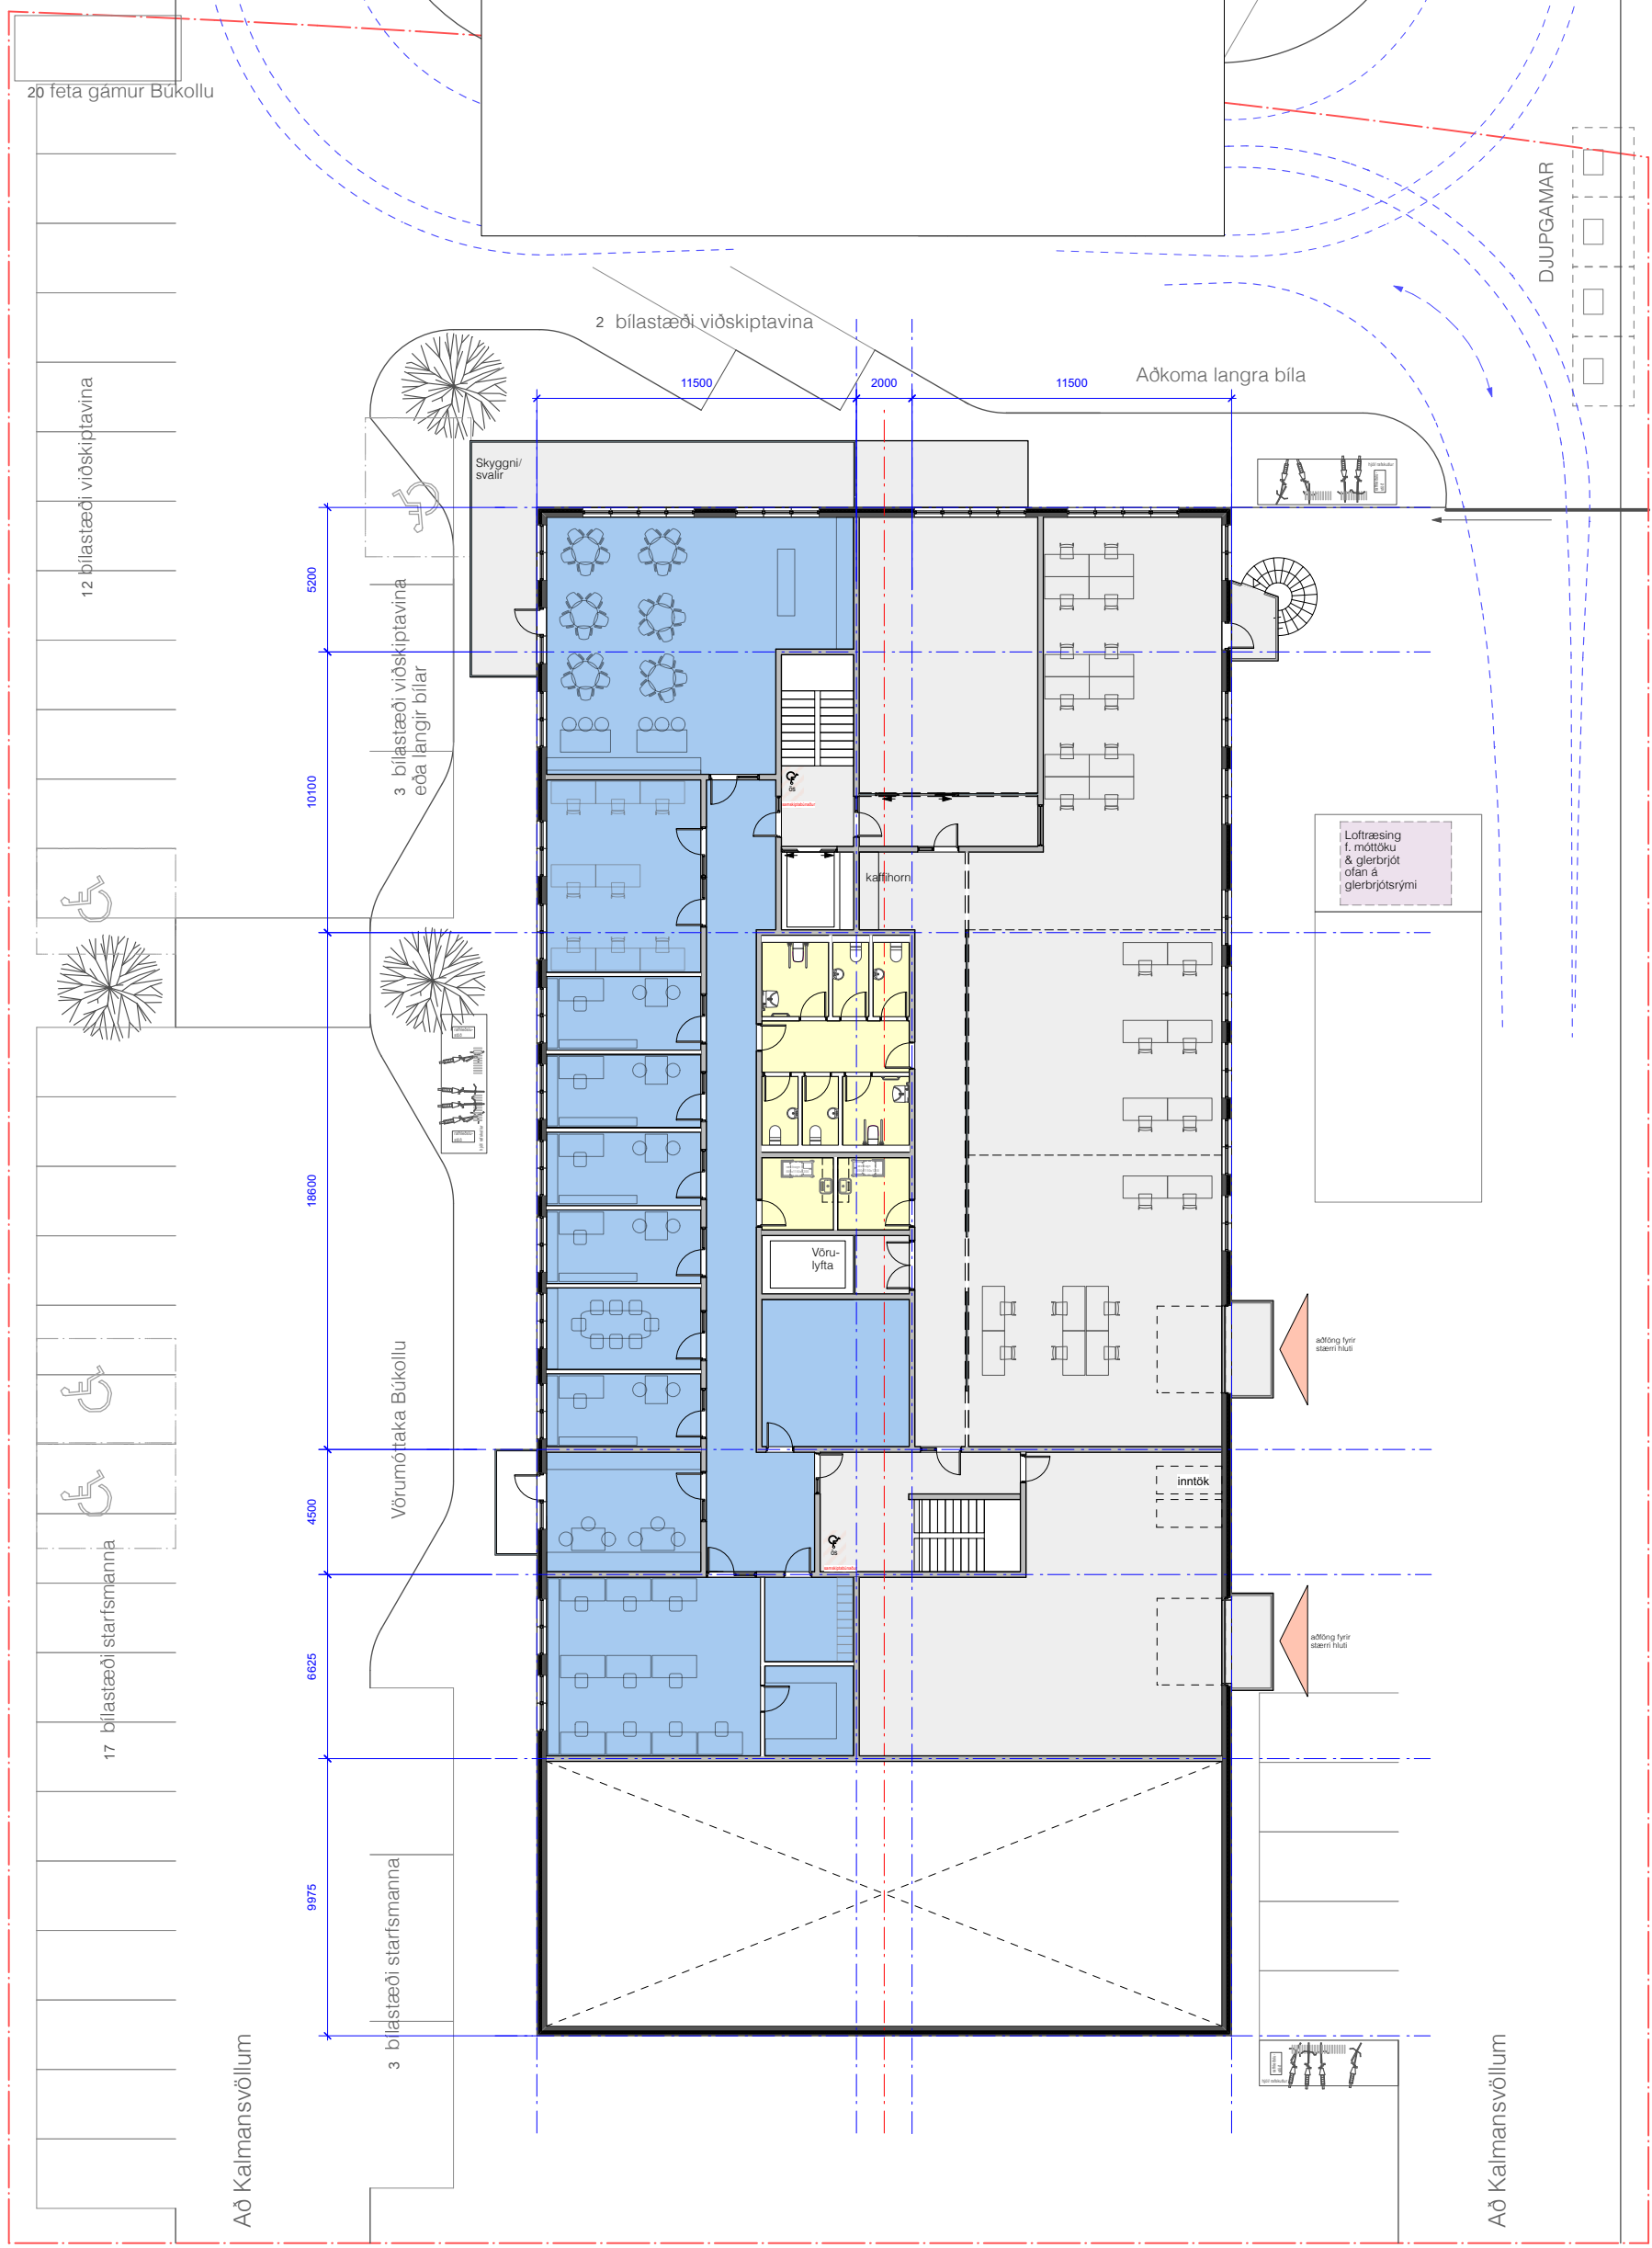 20 feta gámur Búkollu
DJUPGAMAR
2 bílastæði viðskiptavina
Aðkoma langra bíla
11500
2000
11500
12 bílastæði viðskiptavina
Skyggni/
svalir
5200
3 bílastæði viðskiptavina
eða langir bílar
10100
ös
Loftræsing
f. móttöku
& glerbrjót
ofan á
glerbrjótsrými
kaffihorn
18600
Vöru-
lyfta
Vörumóttaka Búkollu
aðföng fyrir
stærri hluti
inntök
4500
ös
17 bílastæði starfsmanna
6625
aðföng fyrir
stærri hluti
9975
3 bílastæði starfsmanna
Að Kalmansvöllum
Að Kalmansvöllum